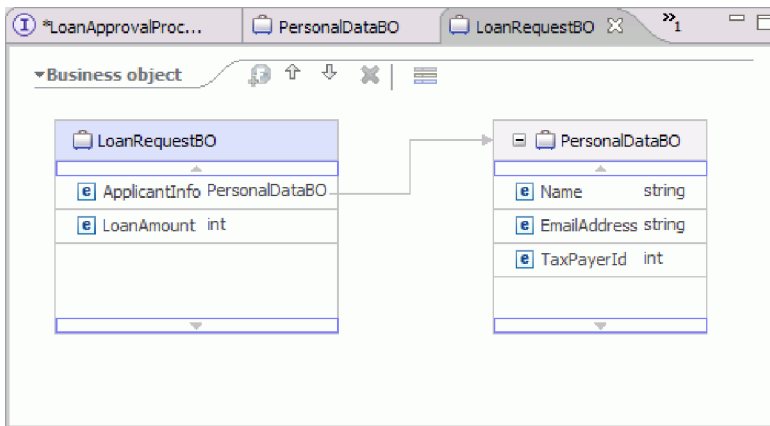 *LoanApprovalProc... PersonalDataBO LoanRequestBO »1
Business object
LoanRequestBO PersonalDataBO
e ApplicantInfo PersonalDataBO e Name string
e LoanAmount int e EmailAddress string
e TaxPayerId int